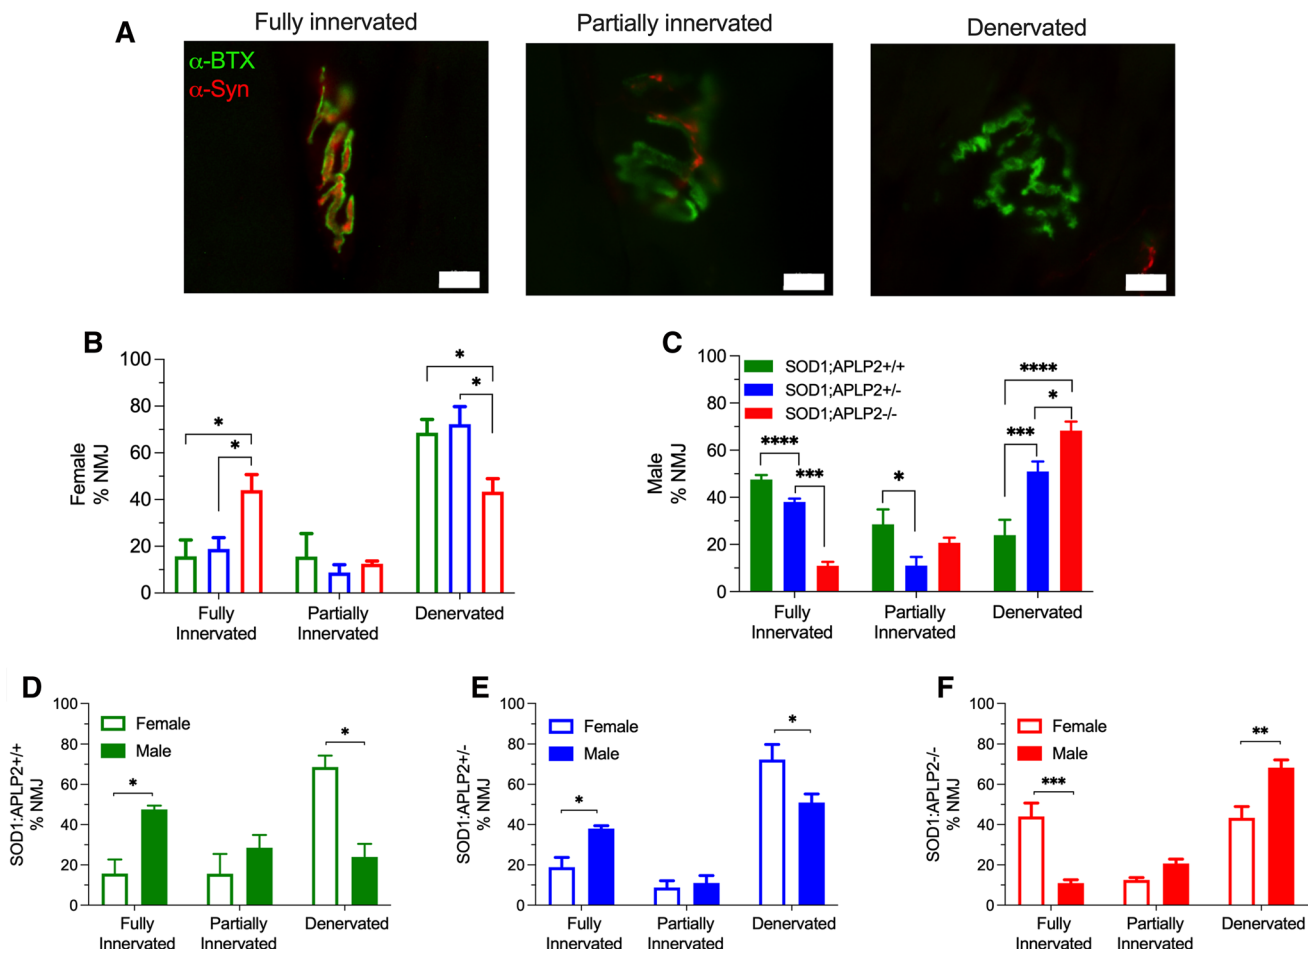 A
Fully innervated
Partially innervated
Denervated
α-BTX
α-Syn
B
Female
% NMJ
100
80
60
40
20
0
*
*
*
*
Fully
Innervated
Partially
Innervated
Denervated
C
Male
% NMJ
100
80
60
40
20
0
SOD1;APLP2+/+
SOD1;APLP2+/-
SOD1;APLP2-/-
****
***
*
****
*
***
Fully
Innervated
Partially
Innervated
Denervated
D
SOD1:APLP2+/+
% NMJ
100
80
60
40
20
0
Female
Male
*
*
Fully
Innervated
Partially
Innervated
Denervated
E
SOD1:APLP2+/-
% NMJ
100
80
60
40
20
0
Female
Male
*
*
Fully
Innervated
Partially
Innervated
Denervated
F
SOD1:APLP2-/-
% NMJ
100
80
60
40
20
0
Female
Male
***
**
Fully
Innervated
Partially
Innervated
Denervated